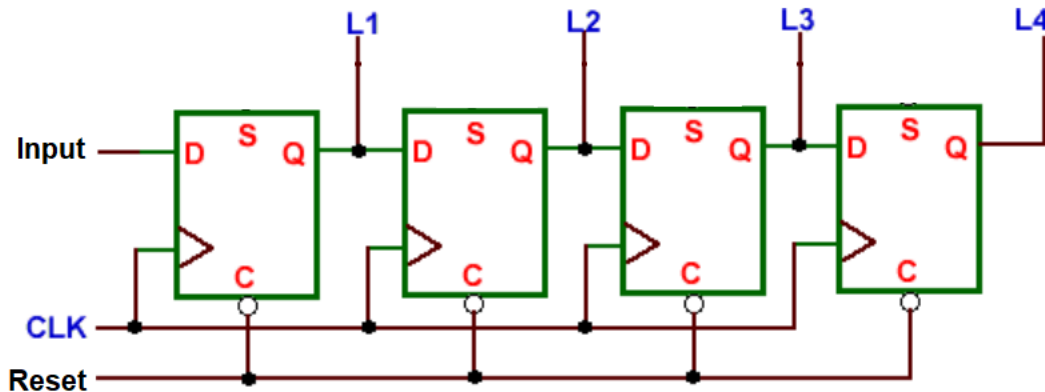 L1 L2 L3 L4
S S S S
Input D Q D Q D Q D Q
C C C C
CLK
Reset